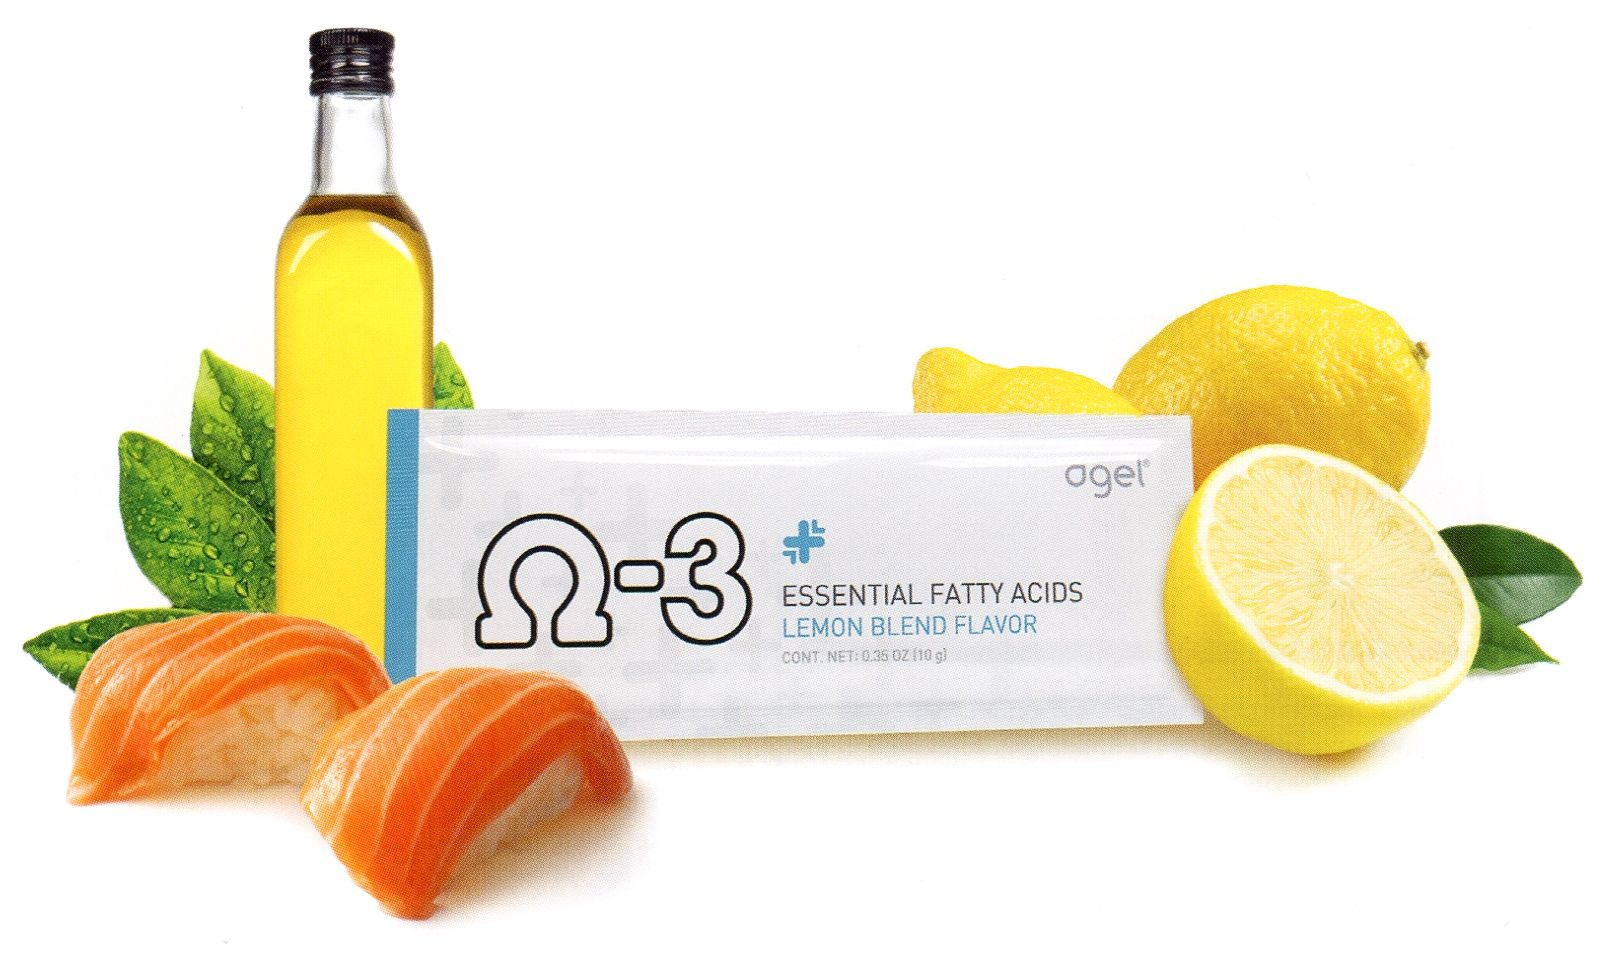 agel®
Ω-3
ESSENTIAL FATTY ACIDS
LEMON BLEND FLAVOR
CONT. NET: 0.35 OZ (10 g)